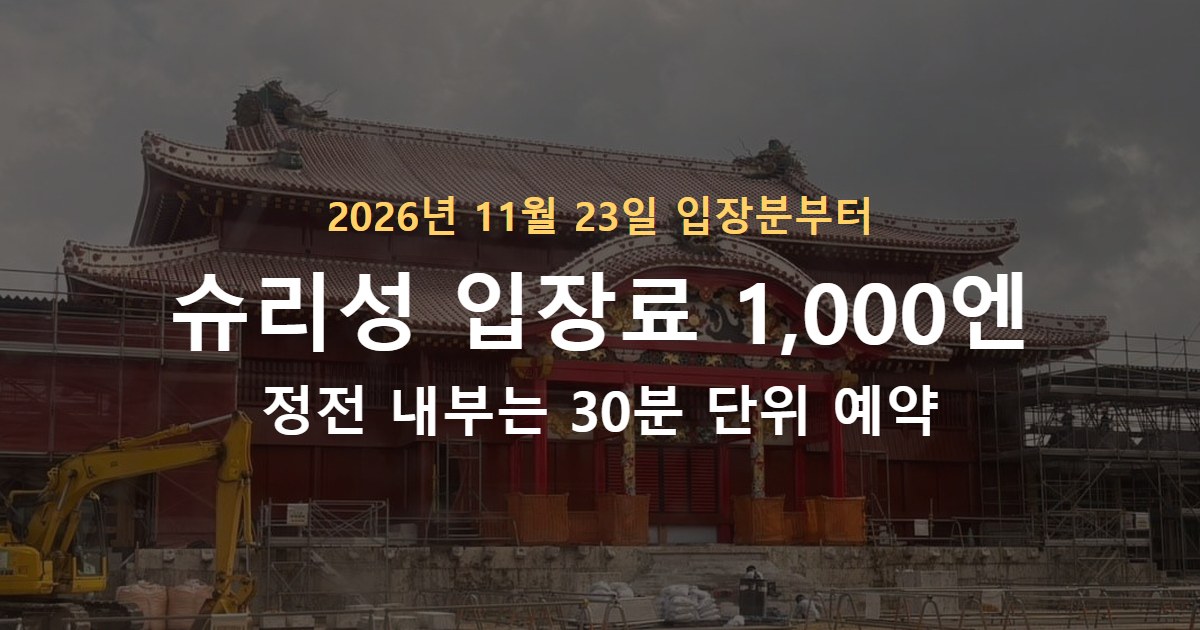 2026년 11월 23일 입장분부터
슈리성 입장료 1,000엔
정전 내부는 30분 단위 예약